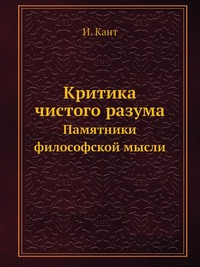 И. Кант
Критика
чистого разума
Памятники
философской мысли